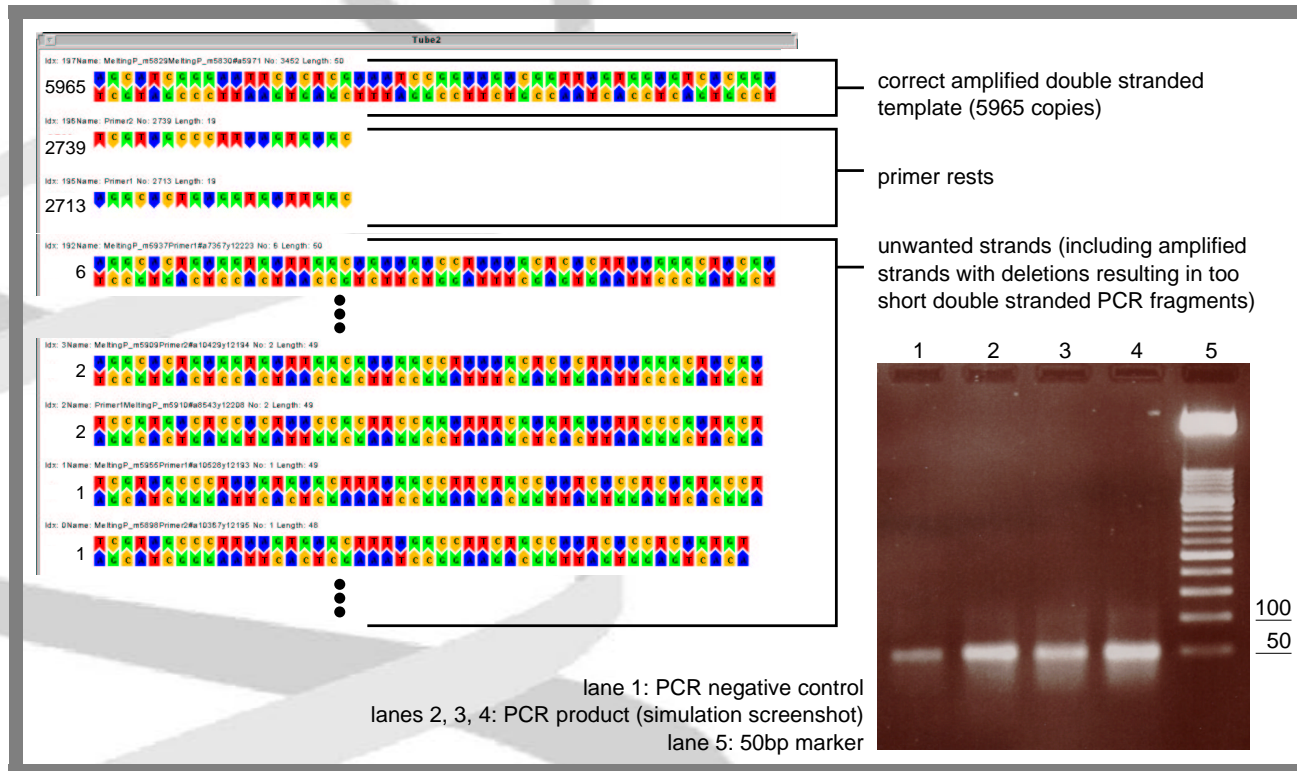 Tube2
Idx: 197Name: MeltingP_m5829MeltingP_m5830#a5971 No: 3452 Length: 50
5965
A G C A T C G G G A A T T C A C T C G A A A T C C G G A A G A C G G T T A G T G G A G T C A C G G A
T C G T A G C C C T T A A G T G A G C T T T A G G C C T T C T G C C A A T C A C C T C A G T G C C T
correct amplified double stranded
template (5965 copies)
Idx: 196Name: Primer2 No: 2739 Length: 19
2739
T C G T A G C C C T T A A G T G A G C
Idx: 195Name: Primer1 No: 2713 Length: 19
2713
A G G C A C T G A G G T G A T T G G C
primer rests
Idx: 192Name: MeltingP_m5937Primer1#a7367y12223 No: 6 Length: 50
6
A G G C A C T G A G G T G A T T G G C A G A A G A C C T A A A G C T C A C T T A A G G G C T A C G A
T C C G T G A C T C C A C T A A C C G T C T T C T G G A T T T C G A G T G A A T T C C C G A T G C T
unwanted strands (including amplified
strands with deletions resulting in too
short double stranded PCR fragments)
Idx: 3Name: MeltingP_m5909Primer2#a10429y12194 No: 2 Length: 49
2
A G G C A C T G A G G T G A T T G G C G A A G G C C T A A A G C T C A C T T A A G G G C T A C G A
T C C G T G A C T C C A C T A A C C G C T T C C G G A T T T C G A G T G A A T T C C C G A T G C T
Idx: 2Name: Primer1MeltingP_m5910#a8543y12208 No: 2 Length: 49
2
T C C G T G A C T C C A C T A A C C G C T T C C G G A T T T C G A G T G A A T T C C C G A T G C T
A G G C A C T G A G G T G A T T G G C G A A G G C C T A A A G C T C A C T T A A G G G C T A C G A
Idx: 1Name: MeltingP_m5955Primer1#a10526y12193 No: 1 Length: 49
1
T C G T A G C C C T A A G T G A G C T T T A G G C C T T C T G C C A A T C A C C T C A G T G C C T
A G C A T C G G G A T T C A C T C G A A A T C C G G A A G A C G G T T A G T G G A G T C A C G G A
Idx: 0Name: MeltingP_m5898Primer2#a10387y12195 No: 1 Length: 48
1
T C G T A G C C C T T A A G T G A G C T T T A G G C C T T C T G C C A A T C A C C T C A G T G T
A G C A T C G G G A A T T C A C T C G A A A T C C G G A A G A C G G T T A G T G G A G T C A C A
1 2 3 4 5
100
50
lane 1: PCR negative control
lanes 2, 3, 4: PCR product (simulation screenshot)
lane 5: 50bp marker